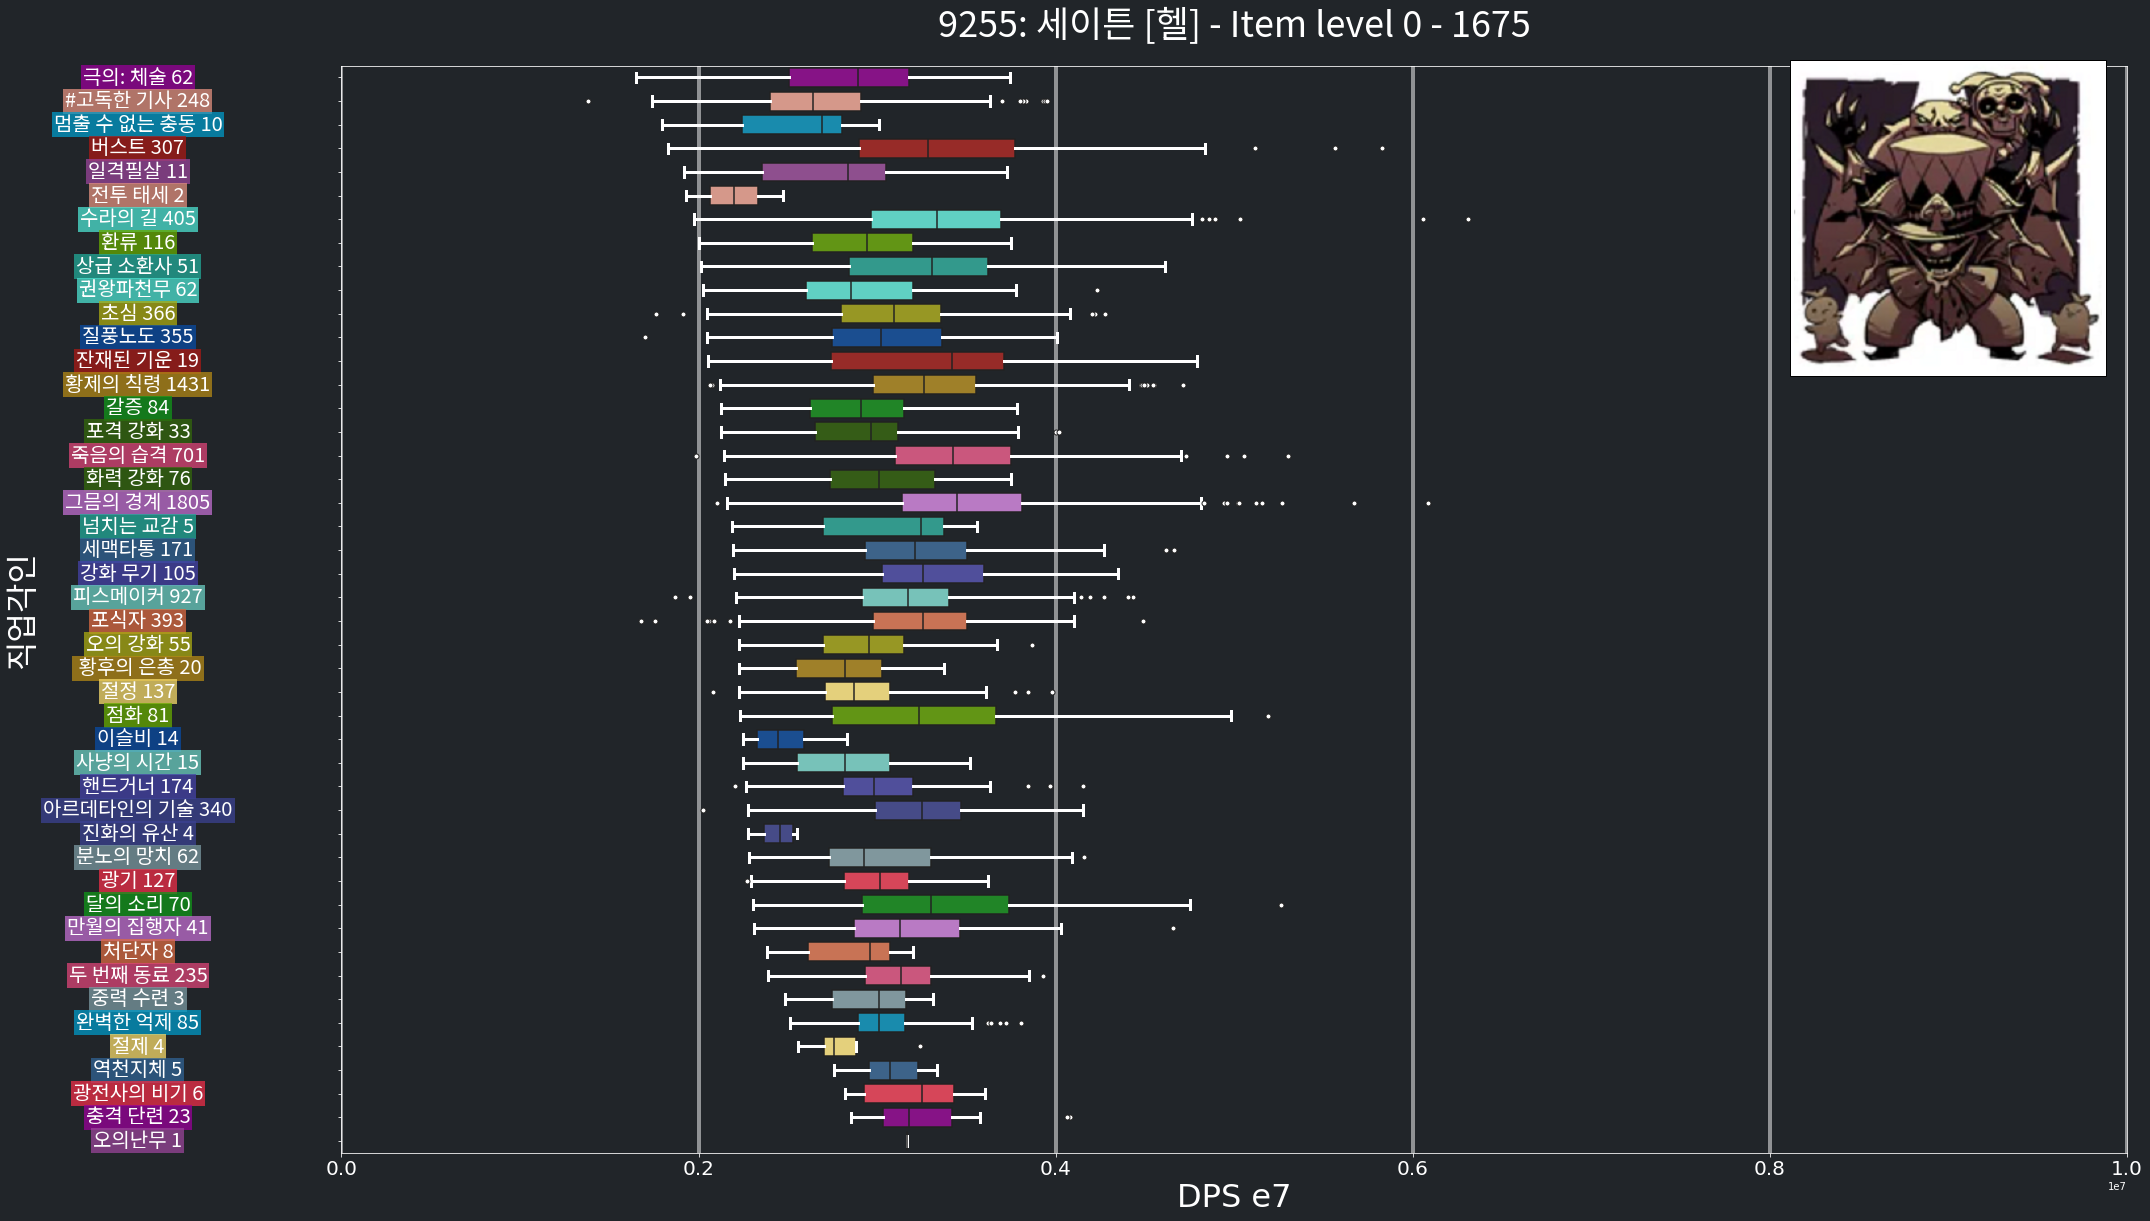 9255: 세이튼 [헬] - Item level 0 - 1675
직업각인
극의: 체술 62
#고독한 기사 248
멈출 수 없는 충동 10
버스트 307
일격필살 11
전투 태세 2
수라의 길 405
환류 116
상급 소환사 51
권왕파천무 62
초심 366
질풍노도 355
잔재된 기운 19
황제의 칙령 1431
갈증 84
포격 강화 33
죽음의 습격 701
화력 강화 76
그믐의 경계 1805
넘치는 교감 5
세맥타통 171
강화 무기 105
피스메이커 927
포식자 393
오의 강화 55
황후의 은총 20
절정 137
점화 81
이슬비 14
사냥의 시간 15
핸드거너 174
아르데타인의 기술 340
진화의 유산 4
분노의 망치 62
광기 127
달의 소리 70
만월의 집행자 41
처단자 8
두 번째 동료 235
중력 수련 3
완벽한 억제 85
절제 4
역천지체 5
광전사의 비기 6
충격 단련 23
오의난무 1
0.0 0.2 0.4 0.6 0.8 1.0
1e7
DPS e7